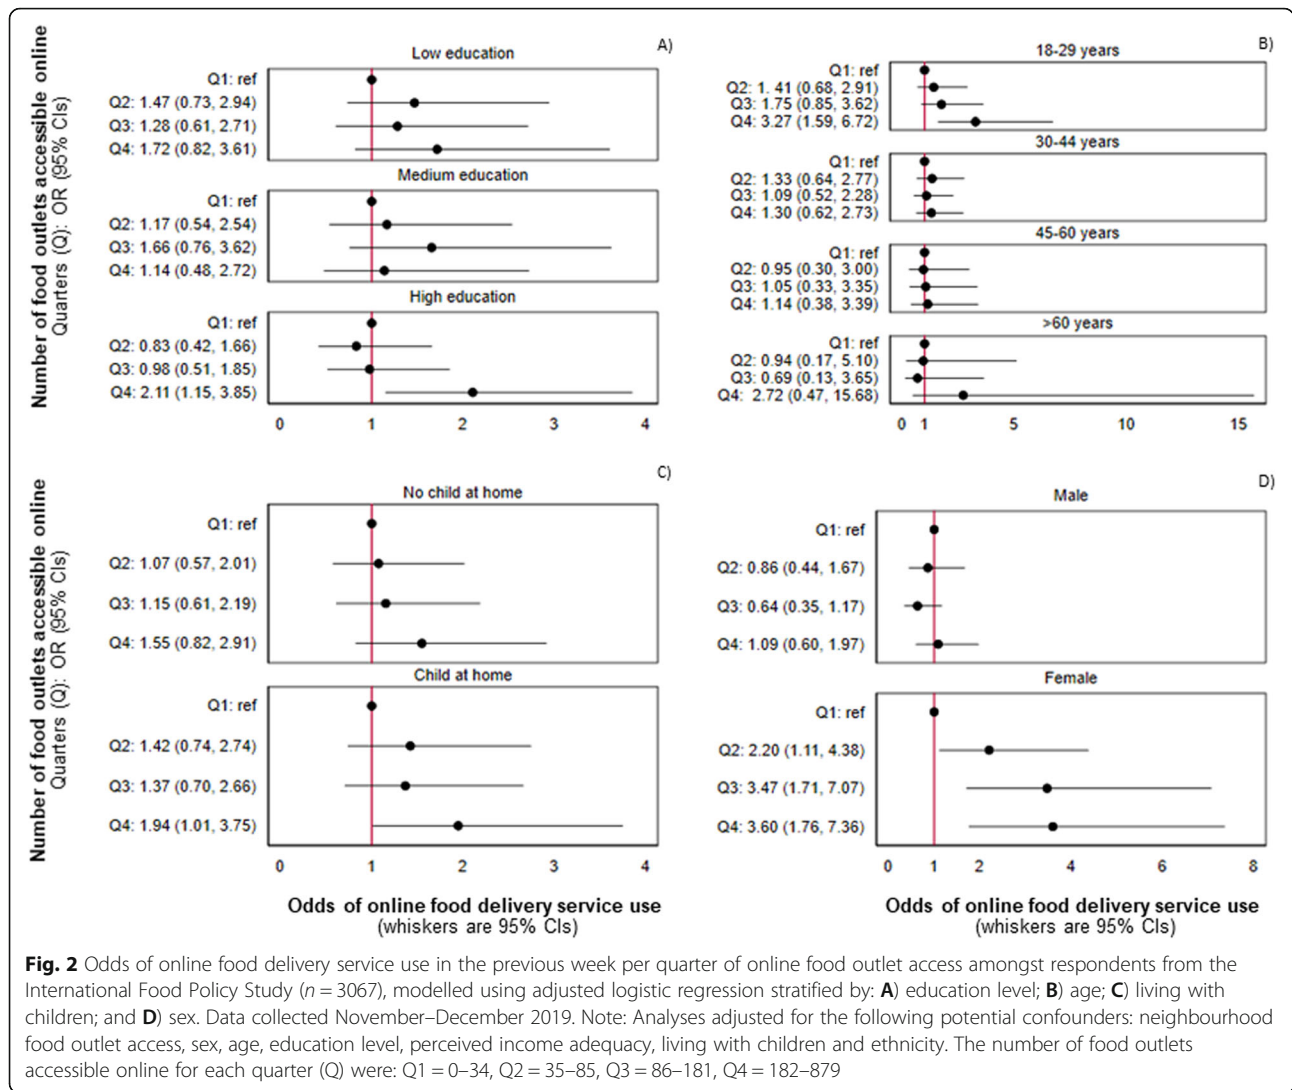 Number of food outlets accessible online
Quarters (Q): OR (95% CIs)
A)
Low education
Q1: ref
Q2: 1.47 (0.73, 2.94)
Q3: 1.28 (0.61, 2.71)
Q4: 1.72 (0.82, 3.61)
Medium education
Q1: ref
Q2: 1.17 (0.54, 2.54)
Q3: 1.66 (0.76, 3.62)
Q4: 1.14 (0.48, 2.72)
High education
Q1: ref
Q2: 0.83 (0.42, 1.66)
Q3: 0.98 (0.51, 1.85)
Q4: 2.11 (1.15, 3.85)
0 1 2 3 4
B)
18-29 years
Q1: ref
Q2: 1. 41 (0.68, 2.91)
Q3: 1.75 (0.85, 3.62)
Q4: 3.27 (1.59, 6.72)
30-44 years
Q1: ref
Q2: 1.33 (0.64, 2.77)
Q3: 1.09 (0.52, 2.28)
Q4: 1.30 (0.62, 2.73)
45-60 years
Q1: ref
Q2: 0.95 (0.30, 3.00)
Q3: 1.05 (0.33, 3.35)
Q4: 1.14 (0.38, 3.39)
>60 years
Q1: ref
Q2: 0.94 (0.17, 5.10)
Q3: 0.69 (0.13, 3.65)
Q4: 2.72 (0.47, 15.68)
0 1 5 10 15
Number of food outlets accessible online
Quarters (Q): OR (95% CIs)
C)
No child at home
Q1: ref
Q2: 1.07 (0.57, 2.01)
Q3: 1.15 (0.61, 2.19)
Q4: 1.55 (0.82, 2.91)
Child at home
Q1: ref
Q2: 1.42 (0.74, 2.74)
Q3: 1.37 (0.70, 2.66)
Q4: 1.94 (1.01, 3.75)
0 1 2 3 4
Odds of online food delivery service use
(whiskers are 95% CIs)
D)
Male
Q1: ref
Q2: 0.86 (0.44, 1.67)
Q3: 0.64 (0.35, 1.17)
Q4: 1.09 (0.60, 1.97)
Female
Q1: ref
Q2: 2.20 (1.11, 4.38)
Q3: 3.47 (1.71, 7.07)
Q4: 3.60 (1.76, 7.36)
0 1 2 4 6 8
Odds of online food delivery service use
(whiskers are 95% CIs)
Fig. 2 Odds of online food delivery service use in the previous week per quarter of online food outlet access amongst respondents from the
International Food Policy Study (n = 3067), modelled using adjusted logistic regression stratified by: A) education level; B) age; C) living with
children; and D) sex. Data collected November–December 2019. Note: Analyses adjusted for the following potential confounders: neighbourhood
food outlet access, sex, age, education level, perceived income adequacy, living with children and ethnicity. The number of food outlets
accessible online for each quarter (Q) were: Q1 = 0–34, Q2 = 35–85, Q3 = 86–181, Q4 = 182–879